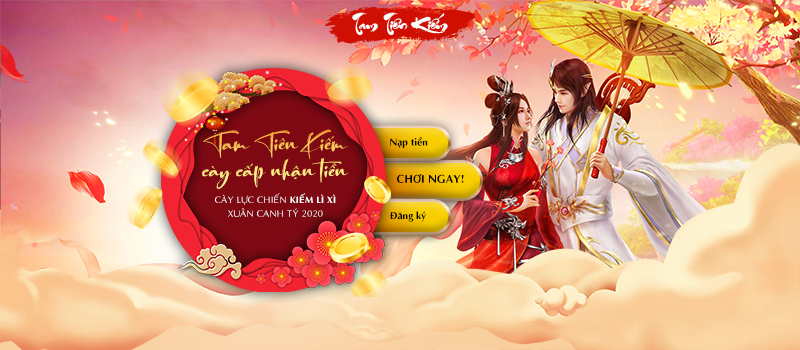 Tam Tiên Kiếm
Tam Tiên Kiếm
cày cấp nhận tiền
CÀY LỰC CHIẾN KIẾM LÌ XÌ
XUÂN CANH TÝ 2020
Nạp tiền
CHƠI NGAY!
Đăng ký